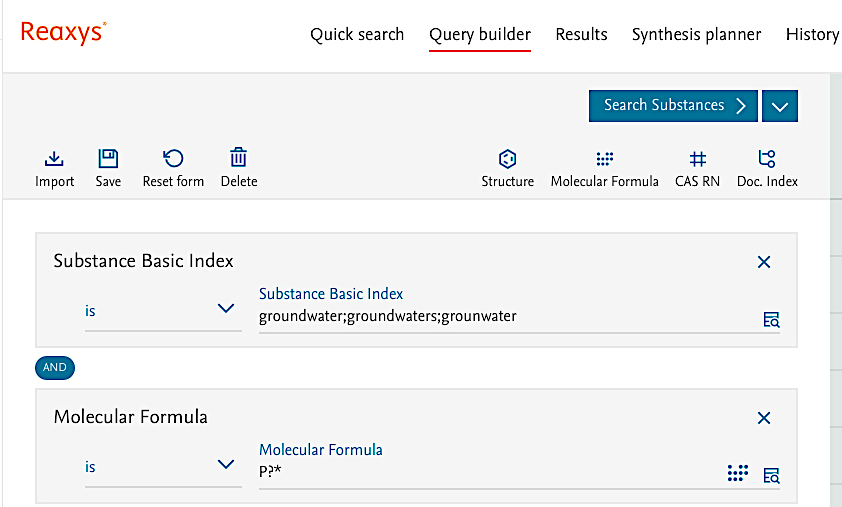 Reaxys®
Quick search Query builder Results Synthesis planner History
Search Substances
Import Save Reset form Delete Structure Molecular Formula CAS RN Doc. Index
Substance Basic Index
Substance Basic Index
is groundwater;groundwaters;grounwater
AND
Molecular Formula
Molecular Formula
is P?*